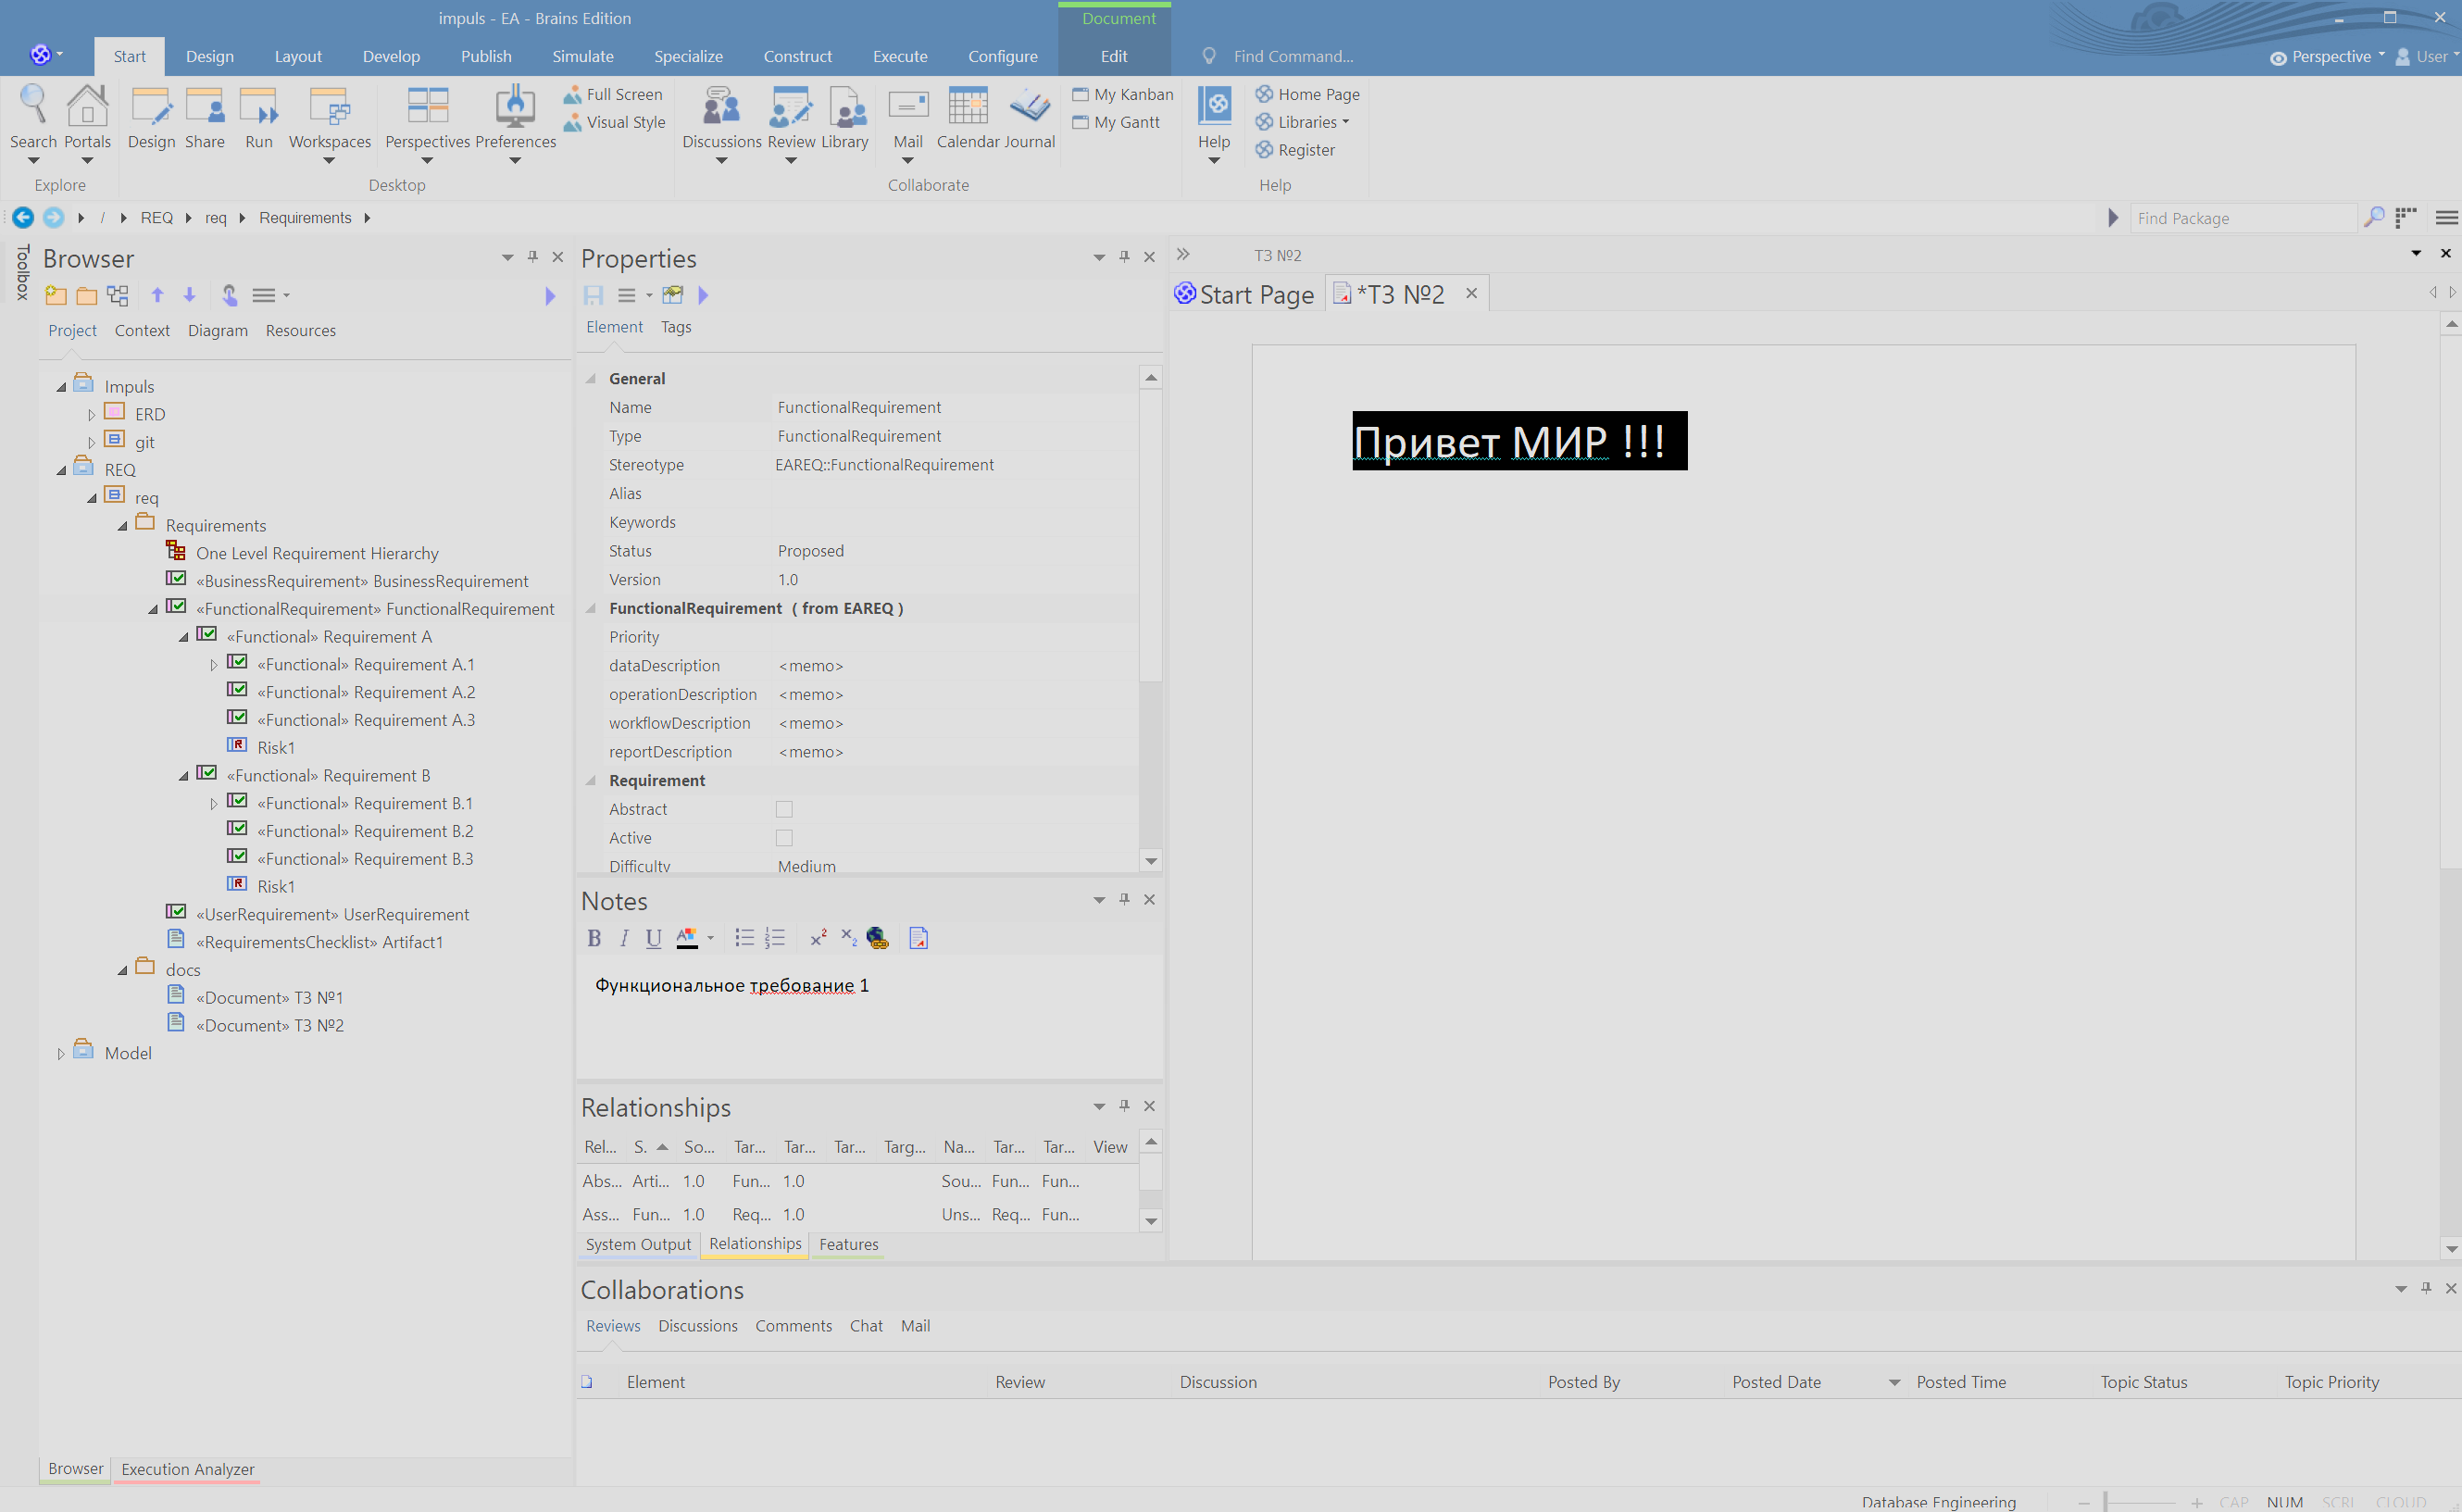 impuls - EA - Brains Edition
Document
Start Design Layout Develop Publish Simulate Specialize Construct Execute Configure Edit Find Command... Perspective User
Search Portals Design Share Run Workspaces Perspectives Preferences Full Screen Visual Style Discussions Review Library Mail Calendar Journal My Kanban My Gantt Help Home Page Libraries Register
Explore Desktop Collaborate Help
/ REQ req Requirements Find Package
Toolbox
Browser
Project Context Diagram Resources
Impuls
ERD
git
REQ
req
Requirements
One Level Requirement Hierarchy
«BusinessRequirement» BusinessRequirement
«FunctionalRequirement» FunctionalRequirement
«Functional» Requirement A
«Functional» Requirement A.1
«Functional» Requirement A.2
«Functional» Requirement A.3
Risk1
«Functional» Requirement B
«Functional» Requirement B.1
«Functional» Requirement B.2
«Functional» Requirement B.3
Risk1
«UserRequirement» UserRequirement
«RequirementsChecklist» Artifact1
docs
«Document» ТЗ №1
«Document» ТЗ №2
Model
Browser Execution Analyzer
Properties
Element Tags
General
Name FunctionalRequirement
Type FunctionalRequirement
Stereotype EAREQ::FunctionalRequirement
Alias
Keywords
Status Proposed
Version 1.0
FunctionalRequirement ( from EAREQ )
Priority
dataDescription <memo>
operationDescription <memo>
workflowDescription <memo>
reportDescription <memo>
Requirement
Abstract
Active
Difficulty Medium
Notes
B I U A x² x₂
Функциональное требование 1
Relationships
Rel... S. So... Tar... Tar... Tar... Targ... Na... Tar... Tar... View
Abs... Arti... 1.0 Fun... 1.0 Sou... Fun... Fun...
Ass... Fun... 1.0 Req... 1.0 Uns... Req... Fun...
System Output Relationships Features
ТЗ №2
Start Page *ТЗ №2
Привет МИР !!!
Collaborations
Reviews Discussions Comments Chat Mail
Element Review Discussion Posted By Posted Date Posted Time Topic Status Topic Priority
Database Engineering CAP NUM SCRL CLOUD